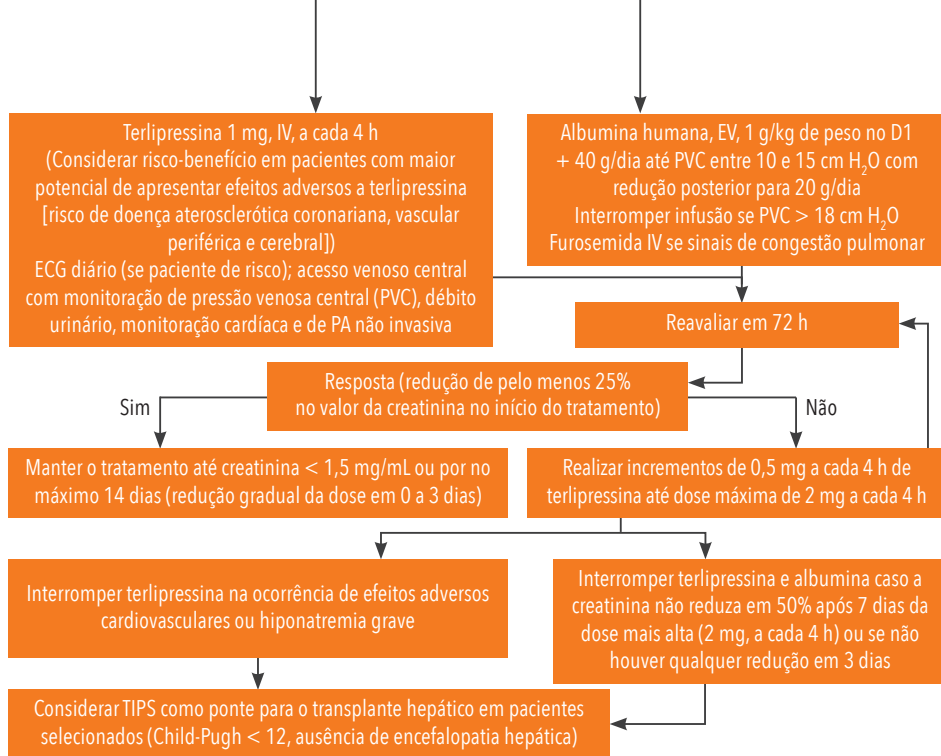 Terlipressina 1 mg, IV, a cada 4 h
(Considerar risco-benefício em pacientes com maior
potencial de apresentar efeitos adversos a terlipressina
[risco de doença aterosclerótica coronariana, vascular
periférica e cerebral])
ECG diário (se paciente de risco); acesso venoso central
com monitoração de pressão venosa central (PVC), débito
urinário, monitoração cardíaca e de PA não invasiva
Albumina humana, EV, 1 g/kg de peso no D1
+ 40 g/dia até PVC entre 10 e 15 cm H₂O com
redução posterior para 20 g/dia
Interromper infusão se PVC > 18 cm H₂O
Furosemida IV se sinais de congestão pulmonar
Reavaliar em 72 h
Resposta (redução de pelo menos 25%
no valor da creatinina no início do tratamento)
Sim
Não
Manter o tratamento até creatinina < 1,5 mg/mL ou por no
máximo 14 dias (redução gradual da dose em 0 a 3 dias)
Realizar incrementos de 0,5 mg a cada 4 h de
terlipressina até dose máxima de 2 mg a cada 4 h
Interromper terlipressina na ocorrência de efeitos adversos
cardiovasculares ou hiponatremia grave
Interromper terlipressina e albumina caso a
creatinina não reduza em 50% após 7 dias da
dose mais alta (2 mg, a cada 4 h) ou se não
houver qualquer redução em 3 dias
Considerar TIPS como ponte para o transplante hepático em pacientes
selecionados (Child-Pugh < 12, ausência de encefalopatia hepática)